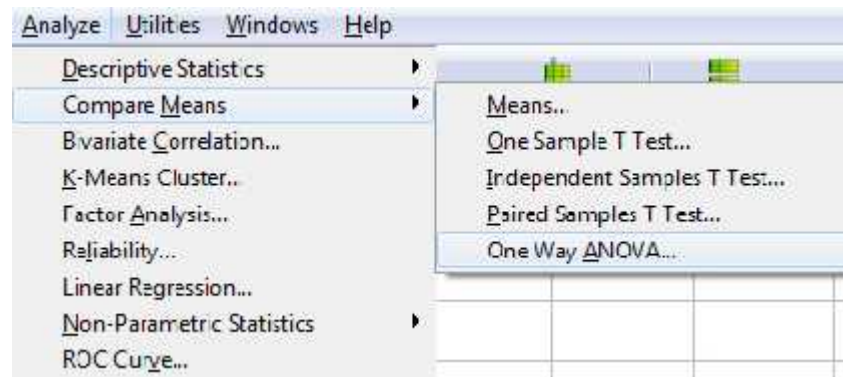 Analyze Utilities Windows Help
Descriptive Statistics
Compare Means
Bivariate Correlation...
K-Means Cluster...
Factor Analysis...
Reliability...
Linear Regression...
Non-Parametric Statistics
ROC Curve...
Means...
One Sample T Test...
Independent Samples T Test...
Paired Samples T Test...
One Way ANOVA...